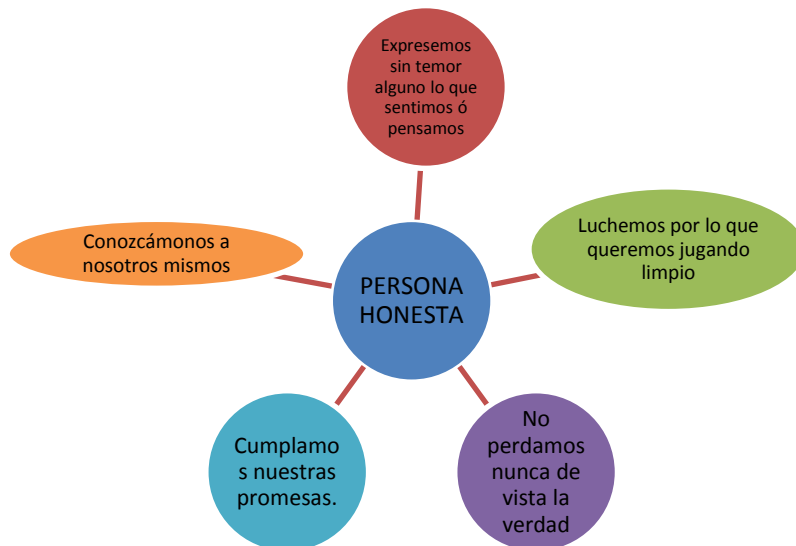 Expresemos
sin temor
alguno lo que
sentimos ó
pensamos
Conozcámonos a
nosotros mismos
Luchemos por lo que
queremos jugando
limpio
PERSONA
HONESTA
Cumplamo
s nuestras
promesas.
No
perdamos
nunca de
vista la
verdad